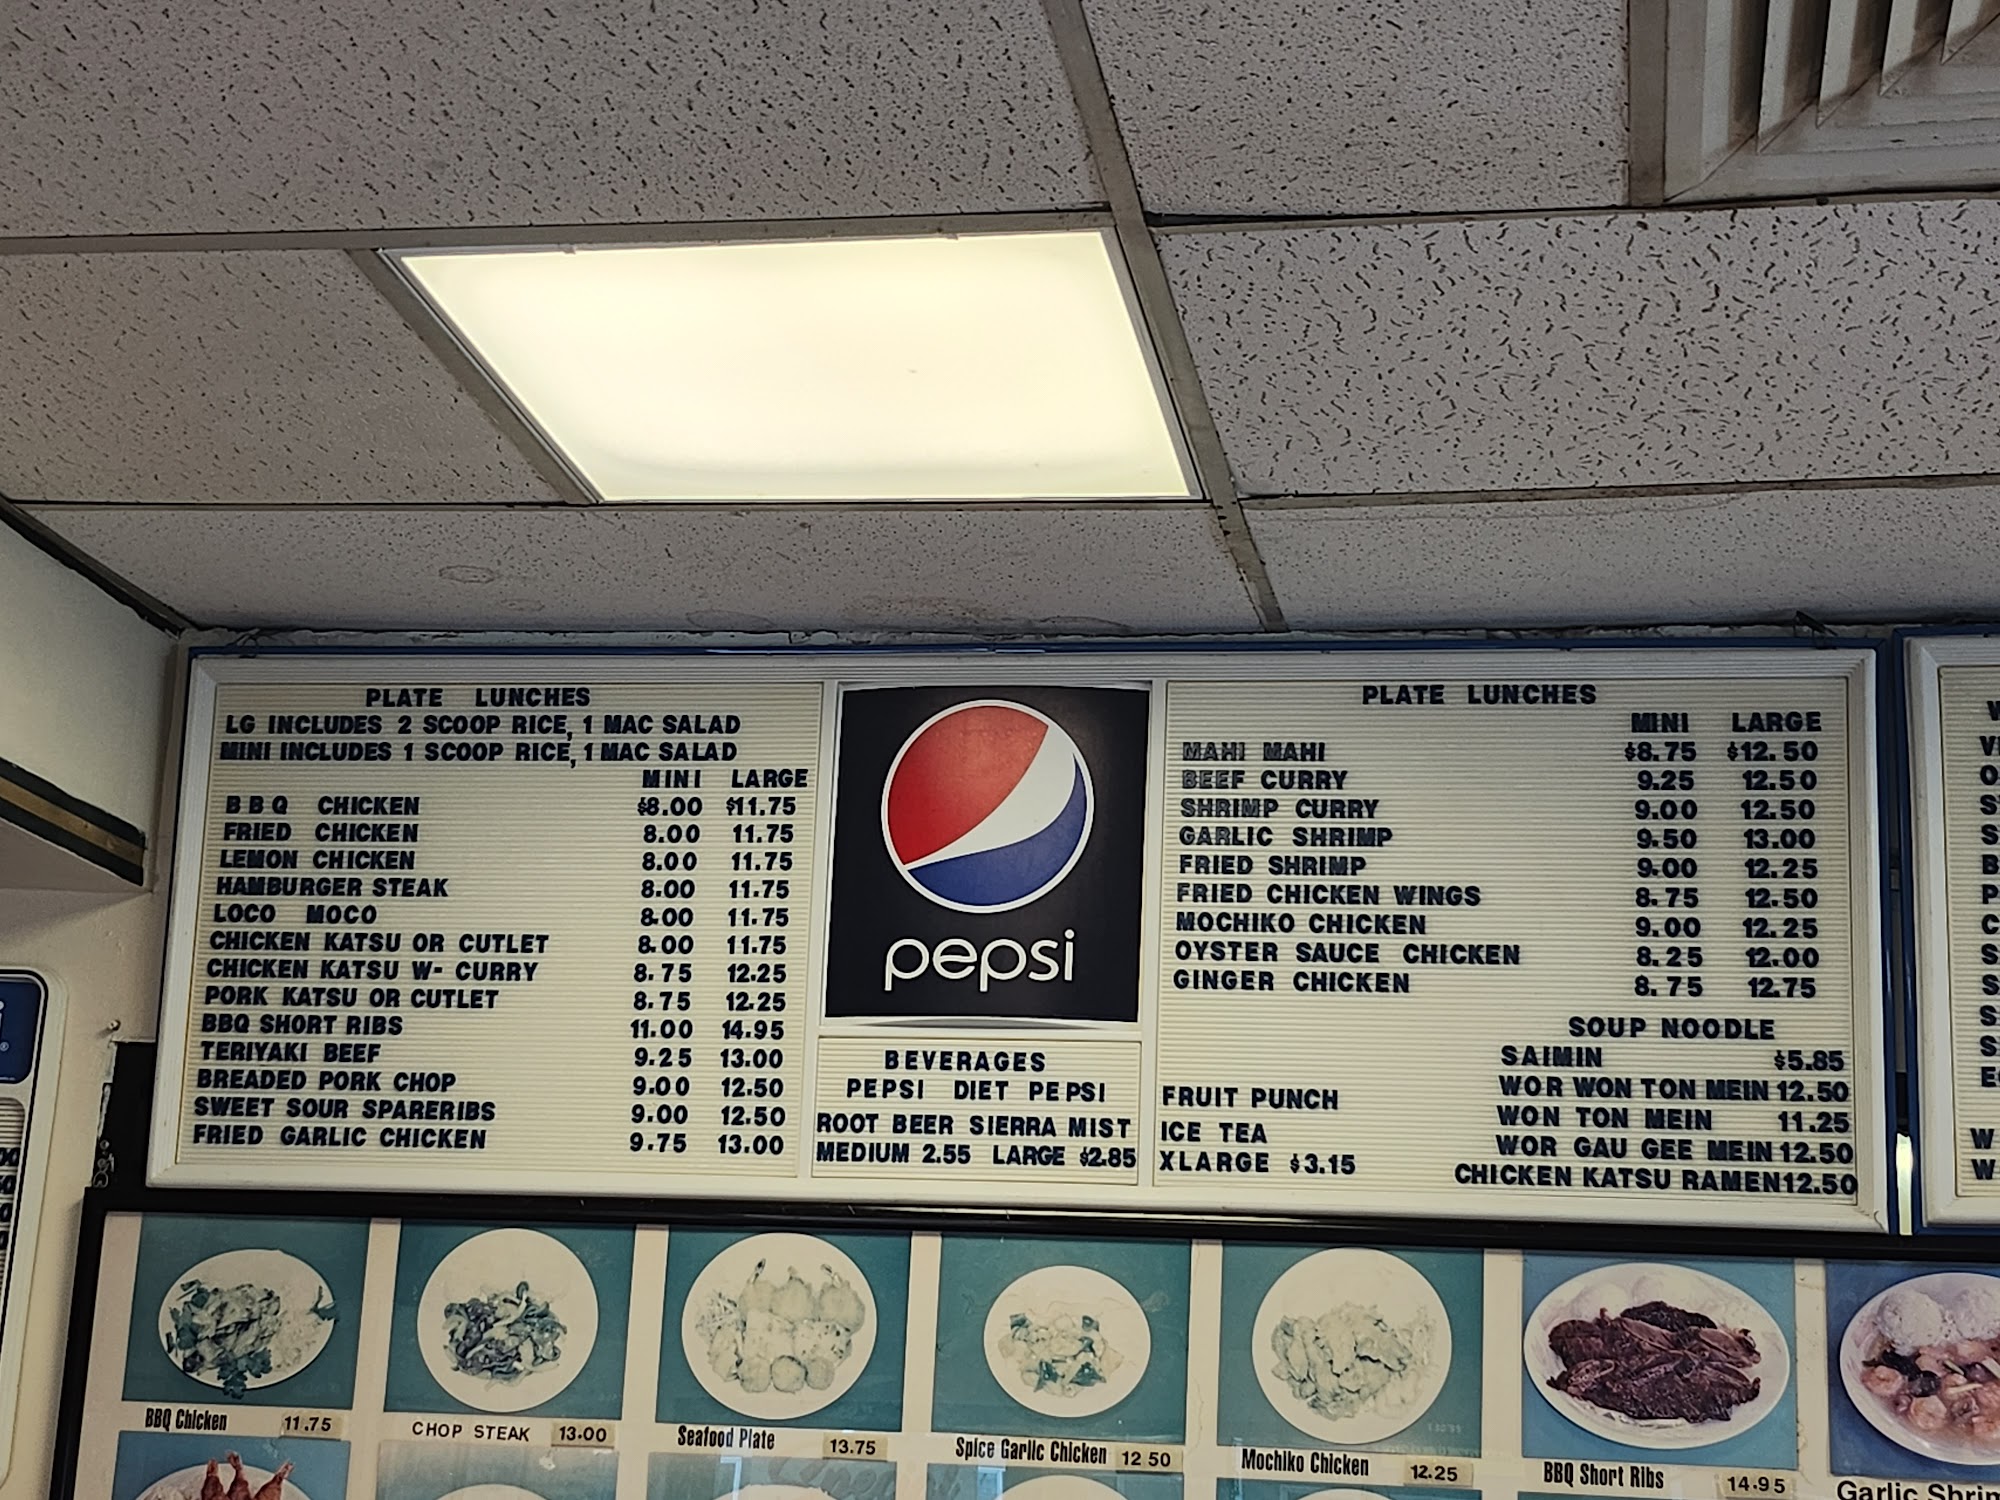 PLATE LUNCHES
LG INCLUDES 2 SCOOP RICE, 1 MAC SALAD
MINI INCLUDES 1 SCOOP RICE, 1 MAC SALAD
MINI LARGE
BBQ CHICKEN $8.00 $11.75
FRIED CHICKEN 8.00 11.75
LEMON CHICKEN 8.00 11.75
HAMBURGER STEAK 8.00 11.75
LOCO MOCO 8.00 11.75
CHICKEN KATSU OR CUTLET 8.00 11.75
CHICKEN KATSU W- CURRY 8.75 12.25
PORK KATSU OR CUTLET 8.75 12.25
BBQ SHORT RIBS 11.00 14.95
TERIYAKI BEEF 9.25 13.00
BREADED PORK CHOP 9.00 12.50
SWEET SOUR SPARERIBS 9.00 12.50
FRIED GARLIC CHICKEN 9.75 13.00
pepsi
BEVERAGES
PEPSI DIET PEPSI
ROOT BEER SIERRA MIST
MEDIUM 2.55 LARGE $2.85
FRUIT PUNCH
ICE TEA
XLARGE $3.15
PLATE LUNCHES
MINI LARGE
MAHI MAHI $8.75 $12.50
BEEF CURRY 9.25 12.50
SHRIMP CURRY 9.00 12.50
GARLIC SHRIMP 9.50 13.00
FRIED SHRIMP 9.00 12.25
FRIED CHICKEN WINGS 8.75 12.50
MOCHIKO CHICKEN 9.00 12.25
OYSTER SAUCE CHICKEN 8.25 12.00
GINGER CHICKEN 8.75 12.75
SOUP NOODLE
SAIMIN $5.85
WOR WON TON MEIN 12.50
WON TON MEIN 11.25
WOR GAU GEE MEIN 12.50
CHICKEN KATSU RAMEN 12.50
BBQ Chicken 11.75
CHOP STEAK 13.00
Seafood Plate 13.75
Spice Garlic Chicken 12 50
Mochiko Chicken 12.25
BBQ Short Ribs 14.95
Garlic